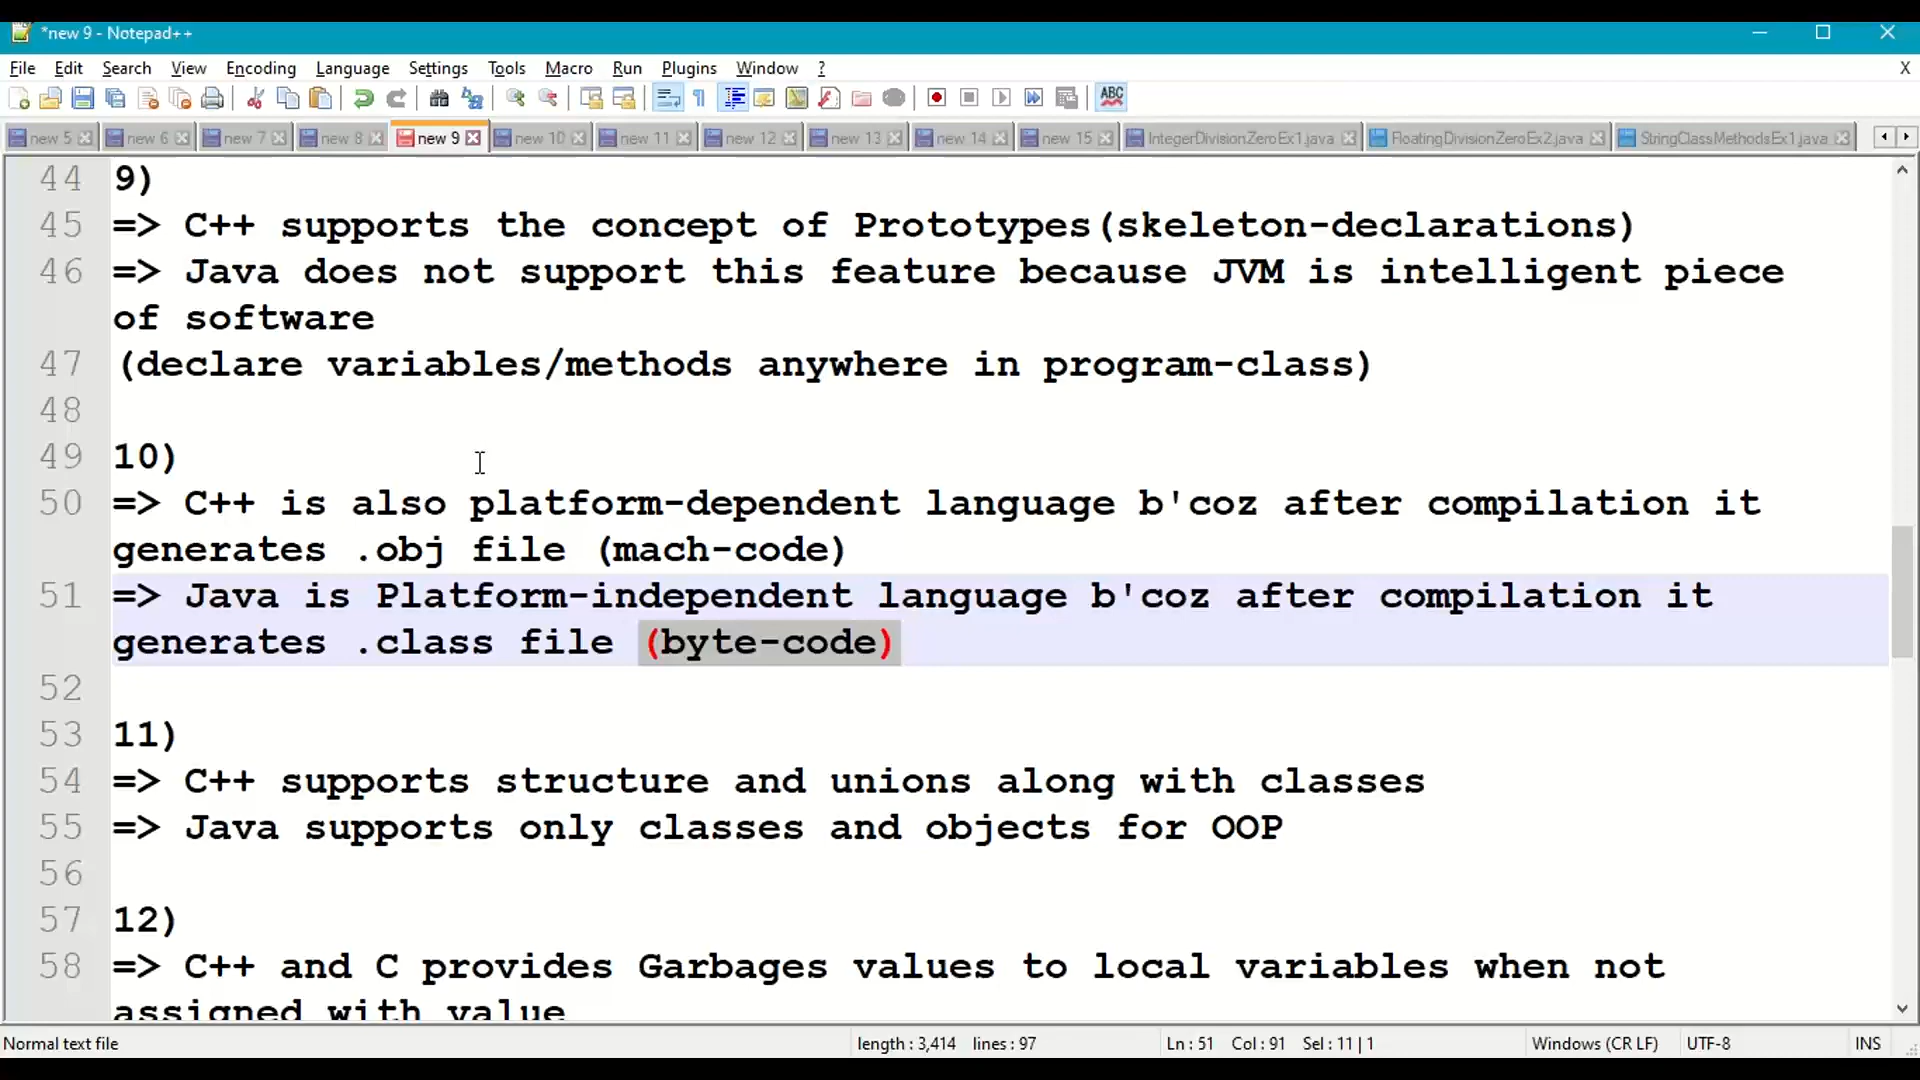 *new 9 - Notepad++
File Edit Search View Encoding Language Settings Tools Macro Run Plugins Window ? X
ABC
new 5 new 6 new 7 new 8 new 9 new 10 new 11 new 12 new 13 new 14 new 15 IntegerDivisionZeroEx1.java FloatingDivisionZeroEx2.java StringClassMethodsEx1.java
44 9)
45 => C++ supports the concept of Prototypes(skeleton-declarations)
46 => Java does not support this feature because JVM is intelligent piece
of software
47 (declare variables/methods anywhere in program-class)
48
49 10)
50 => C++ is also platform-dependent language b'coz after compilation it
generates .obj file (mach-code)
51 => Java is Platform-independent language b'coz after compilation it
generates .class file (byte-code)
52
53 11)
54 => C++ supports structure and unions along with classes
55 => Java supports only classes and objects for OOP
56
57 12)
58 => C++ and C provides Garbages values to local variables when not
assigned with value
Normal text file length : 3,414 lines : 97 Ln : 51 Col : 91 Sel : 11 | 1 Windows (CR LF) UTF-8 INS